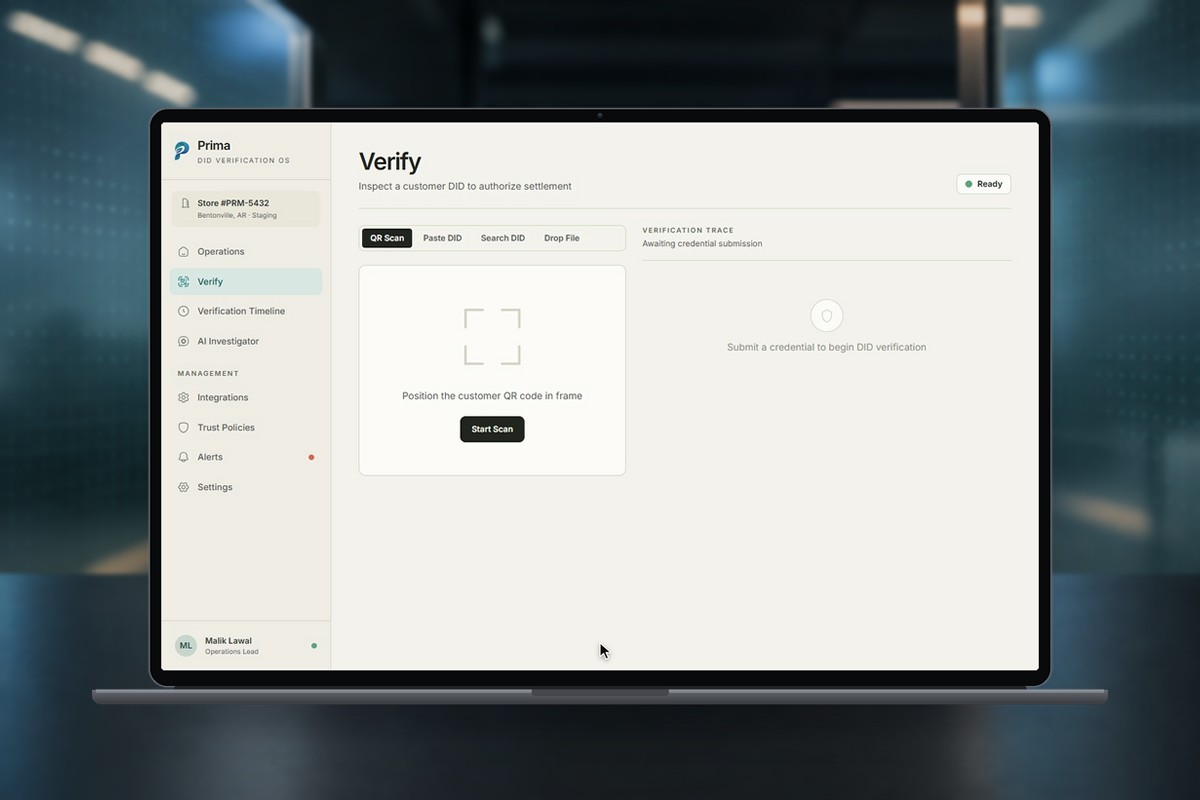 Prima
DID VERIFICATION OS
Store #PRM-5432
Bentonville, AR · Staging
Operations
Verify
Verification Timeline
AI Investigator
MANAGEMENT
Integrations
Trust Policies
Alerts
Settings
ML
Malik Lawal
Operations Lead
Verify
Inspect a customer DID to authorize settlement
Ready
QR Scan
Paste DID
Search DID
Drop File
Position the customer QR code in frame
Start Scan
VERIFICATION TRACE
Awaiting credential submission
Submit a credential to begin DID verification